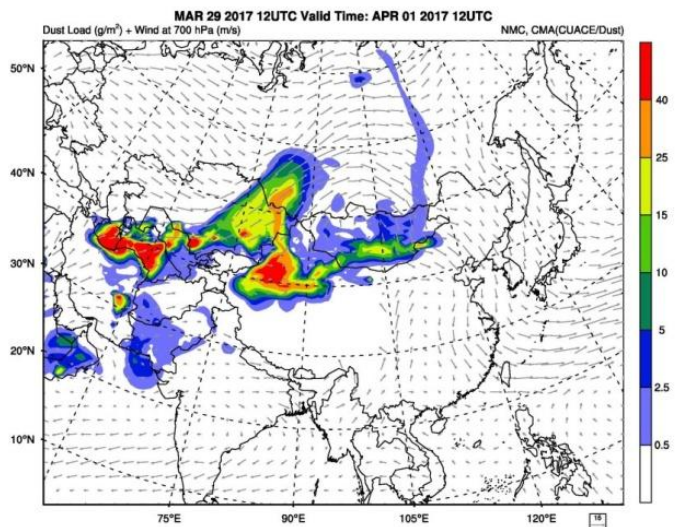 MAR 29 2017 12UTC Valid Time: APR 01 2017 12UTC
Dust Load (g/m²) + Wind at 700 hPa (m/s) NMC, CMA(CUACE/Dust)
50°N
40°N
30°N
20°N
10°N
75°E 90°E 105°E 120°E
40
25
15
10
5
2.5
0.5
15